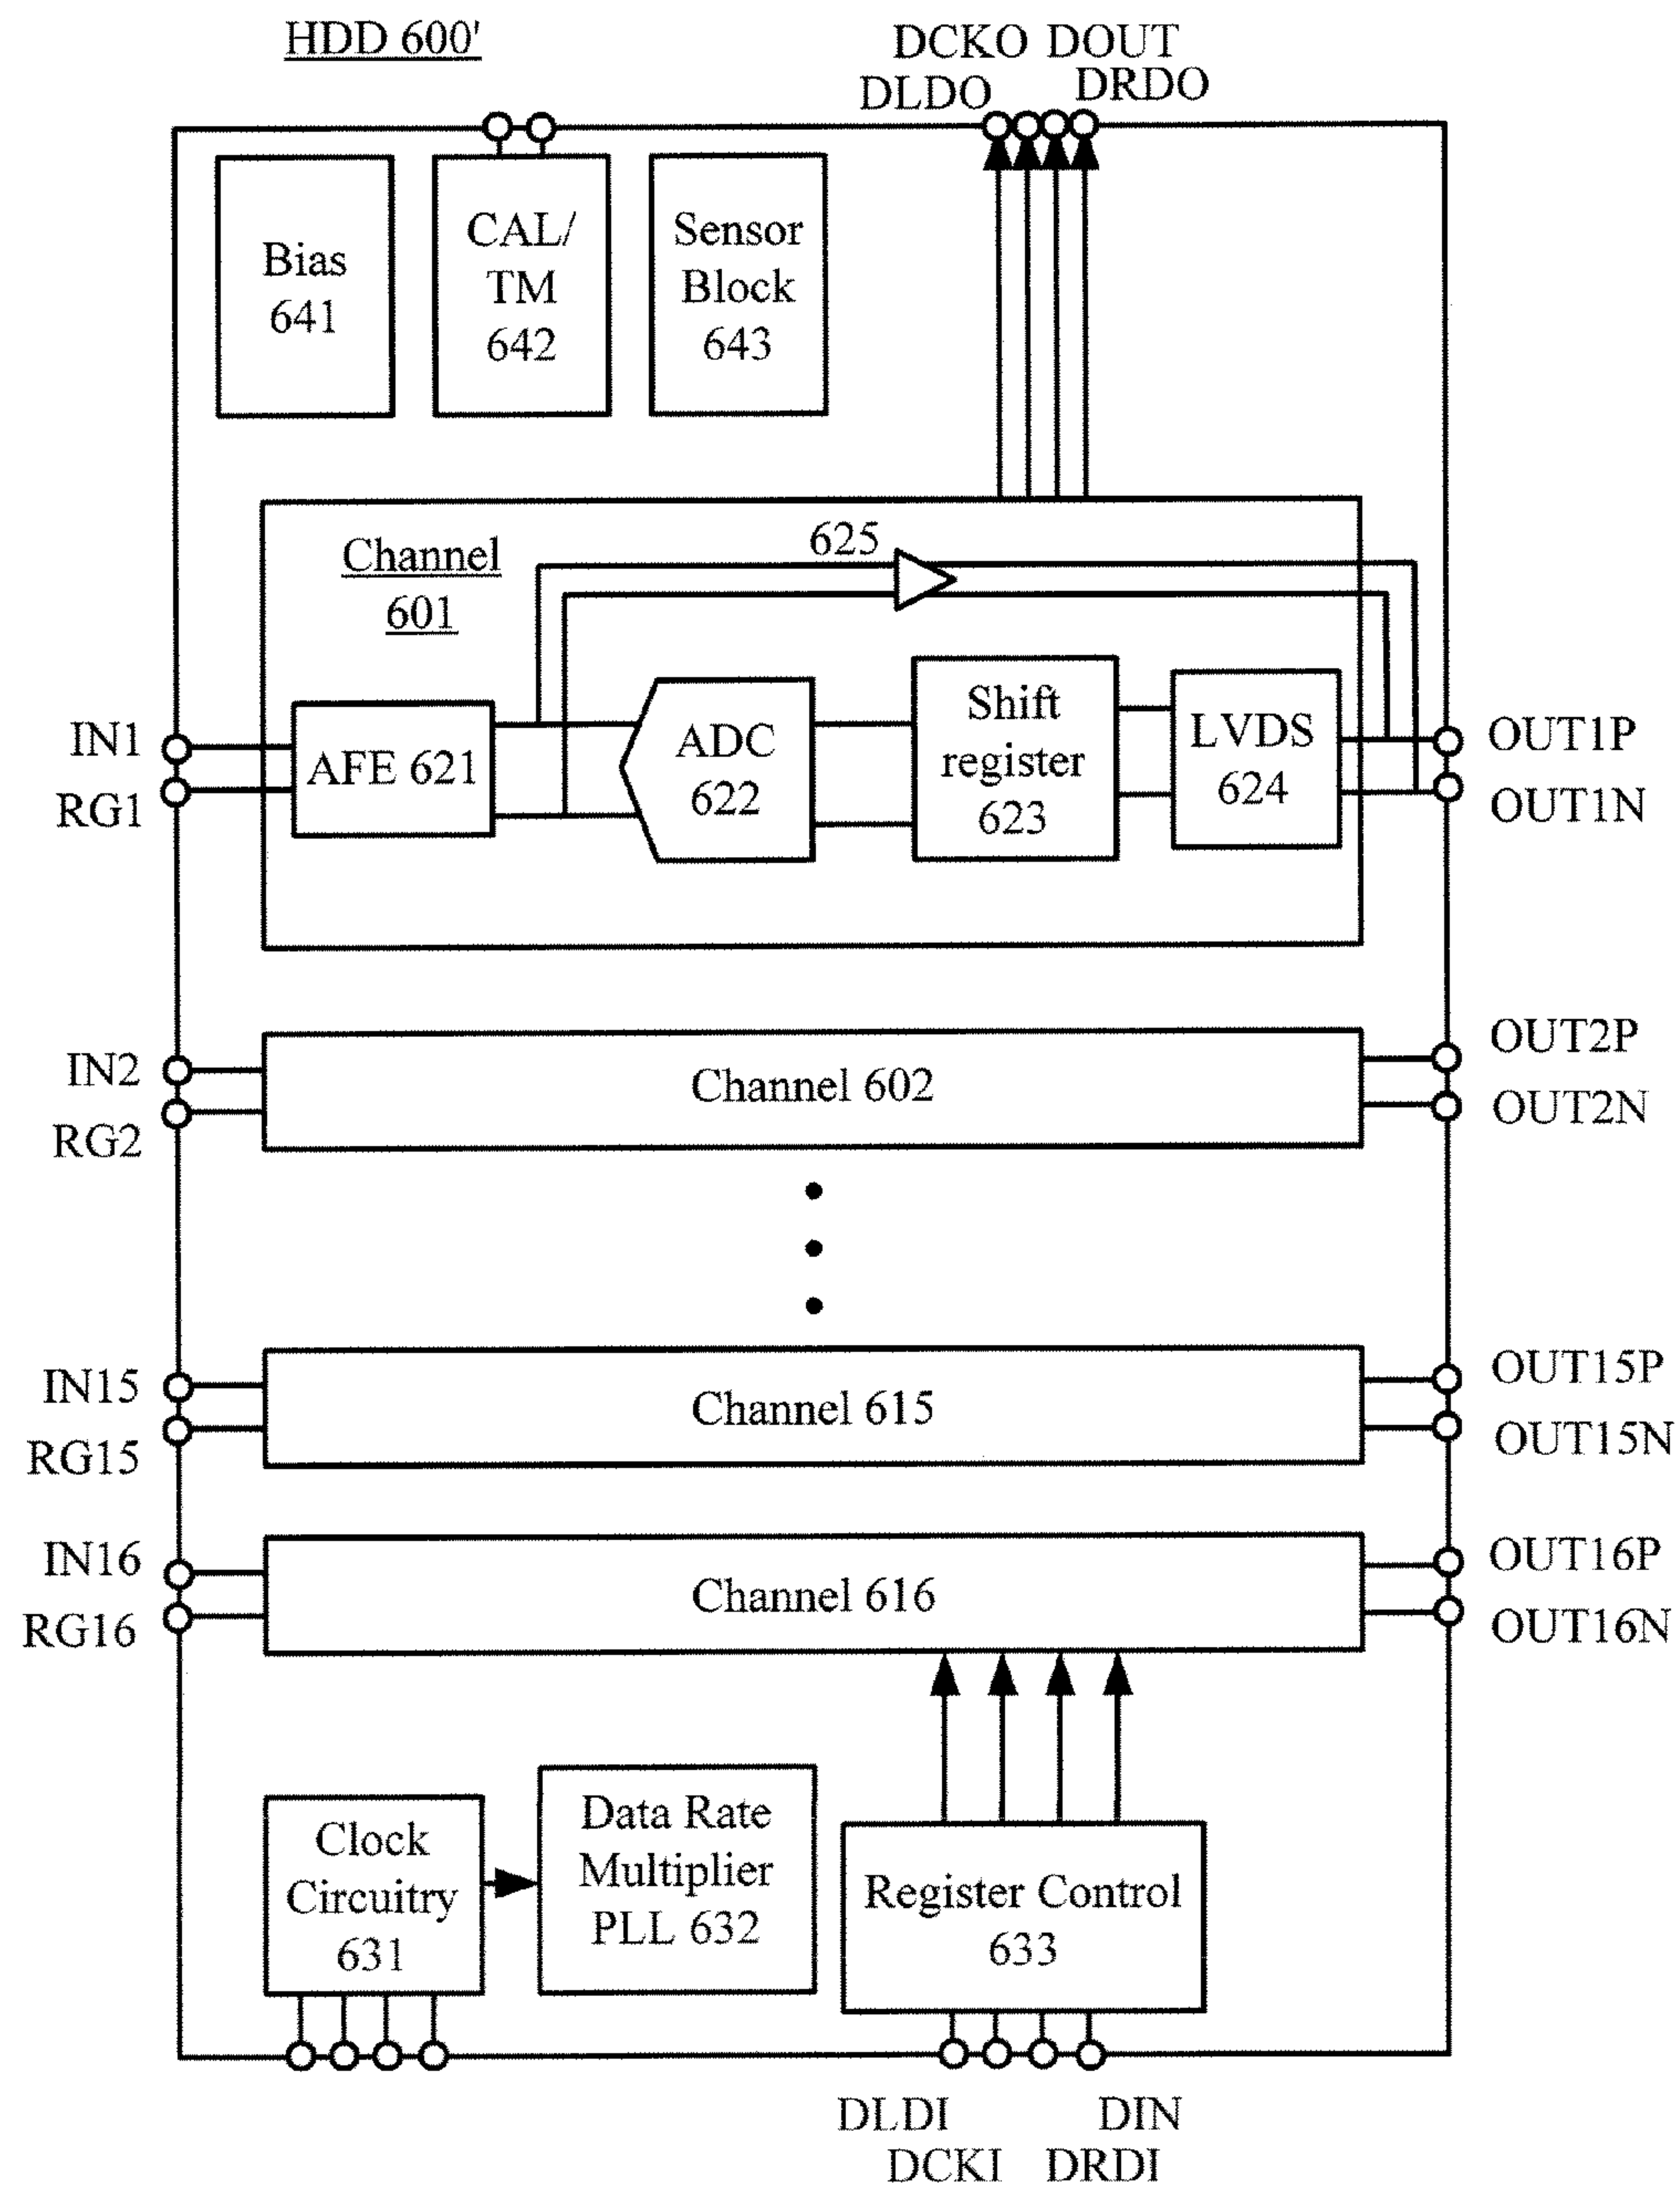 HDD 600'
DCKO DOUT
DLDO DRDO
Bias
641
CAL/
TM
642
Sensor
Block
643
Channel
601
625
IN1
RG1
AFE 621
ADC
622
Shift
register
623
LVDS
624
OUT1P
OUT1N
IN2
RG2
Channel 602
OUT2P
OUT2N
IN15
RG15
Channel 615
OUT15P
OUT15N
IN16
RG16
Channel 616
OUT16P
OUT16N
Clock
Circuitry
631
Data Rate
Multiplier
PLL 632
Register Control
633
DLDI DIN
DCKI DRDI